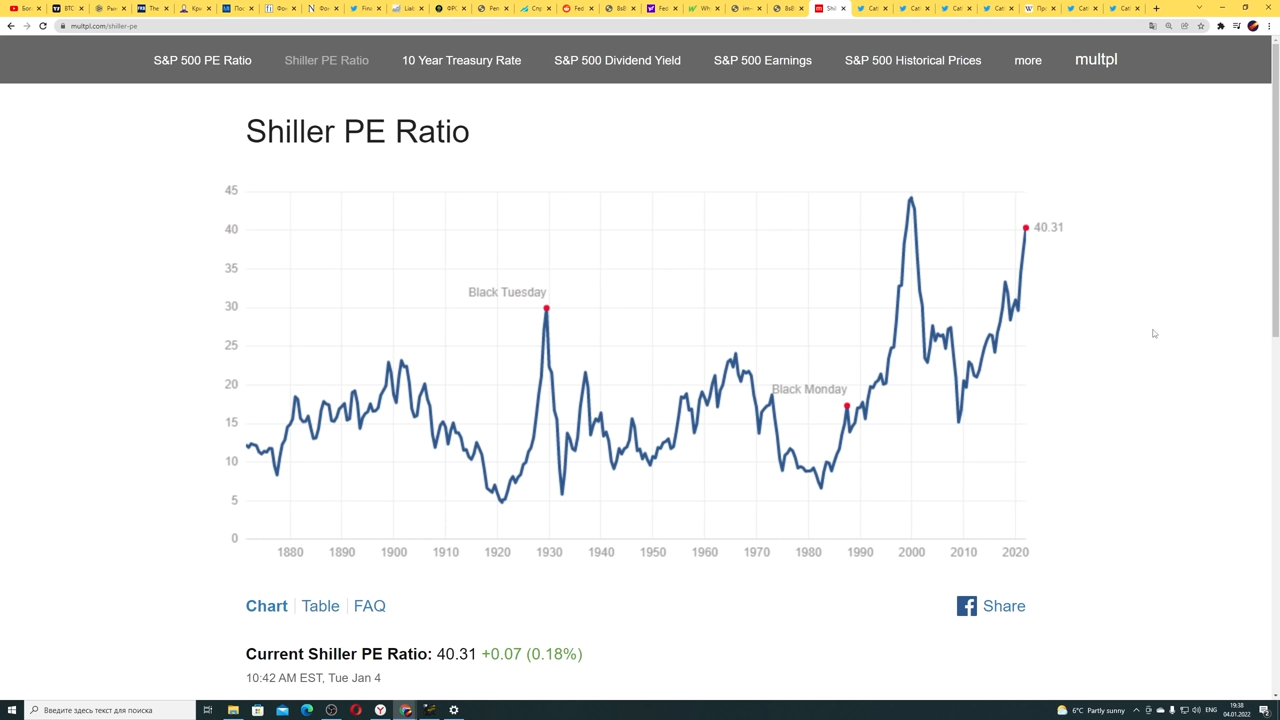 multpl.com/shiller-pe
S&P 500 PE Ratio Shiller PE Ratio 10 Year Treasury Rate S&P 500 Dividend Yield S&P 500 Earnings S&P 500 Historical Prices more multpl
Shiller PE Ratio
45
40
35
30
25
20
15
10
5
0
40.31
Black Tuesday
Black Monday
1880 1890 1900 1910 1920 1930 1940 1950 1960 1970 1980 1990 2000 2010 2020
Chart Table FAQ
Share
Current Shiller PE Ratio: 40.31 +0.07 (0.18%)
10:42 AM EST, Tue Jan 4
Введите здесь текст для поиска
6°C Partly sunny
ENG
19:38
04.01.2022